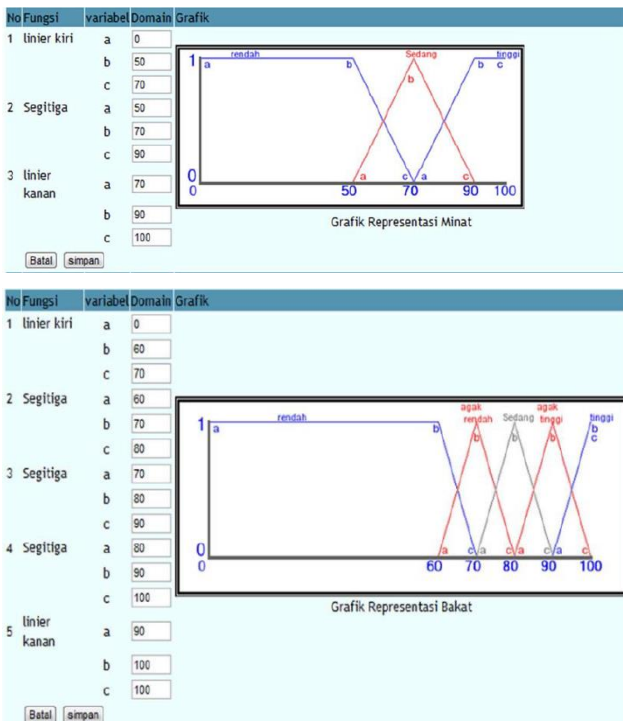 No Fungsi variabel Domain Grafik
1 linier kiri a 0
b 50
c 70
2 Segitiga a 50
b 70
c 90
3 linier kanan a 70
b 90
c 100
Batal simpan
rendah Sedang tinggi
1 a b b b c
a c a c
0
0 50 70 90 100
Grafik Representasi Minat
No Fungsi variabel Domain Grafik
1 linier kiri a 0
b 60
c 70
2 Segitiga a 60
b 70
c 80
3 Segitiga a 70
b 80
c 90
4 Segitiga a 80
b 90
c 100
5 linier kanan a 90
b 100
c 100
Batal simpan
agak agak
rendah rendah Sedang tinggi tinggi
1 a b b b b b
c
0 a c a c a c a c
0 60 70 80 90 100
Grafik Representasi Bakat